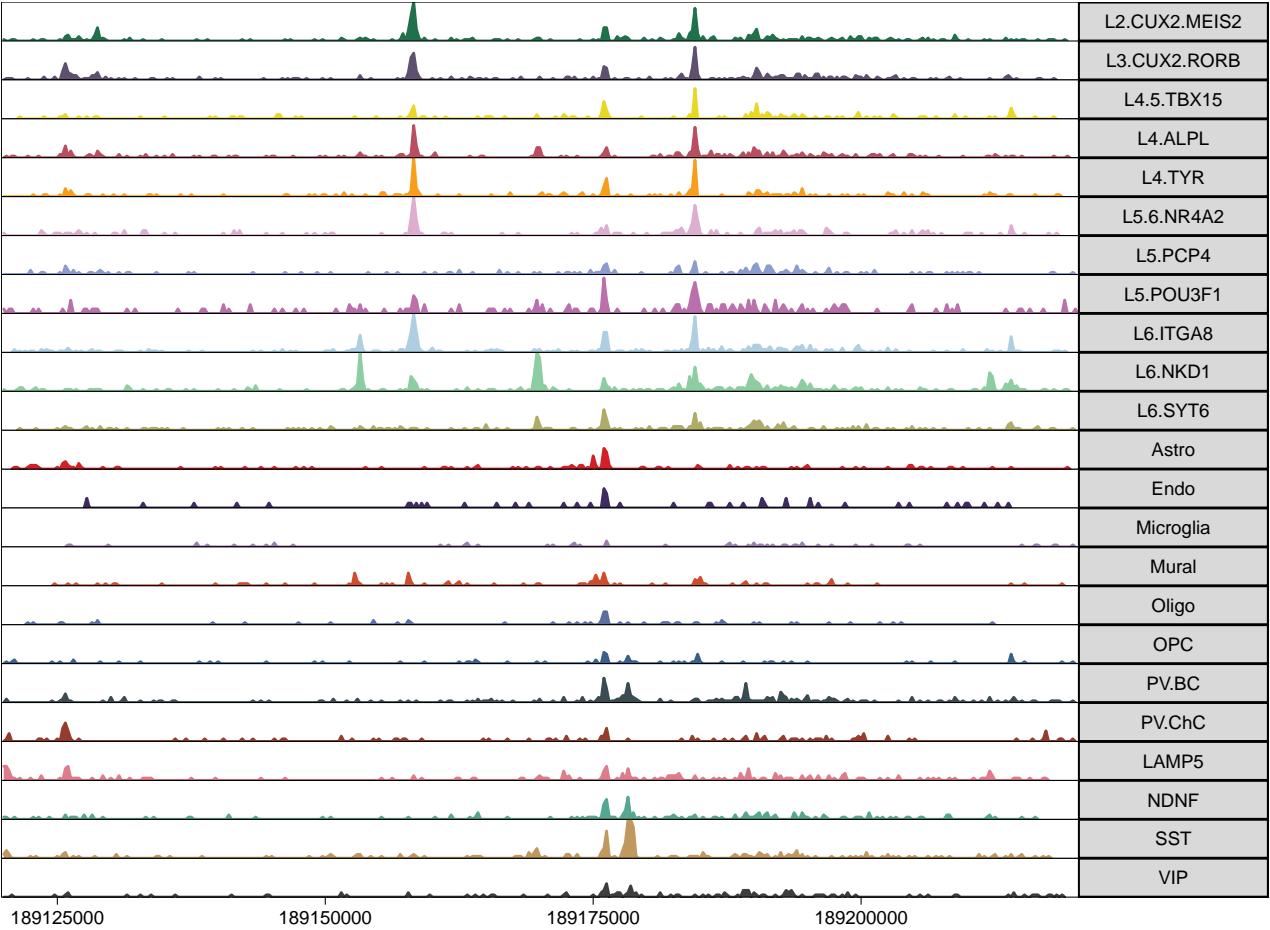 L2.CUX2.MEIS2
L3.CUX2.RORB
L4.5.TBX15
L4.ALPL
L4.TYR
L5.6.NR4A2
L5.PCP4
L5.POU3F1
L6.ITGA8
L6.NKD1
L6.SYT6
Astro
Endo
Microglia
Mural
Oligo
OPC
PV.BC
PV.ChC
LAMP5
NDNF
SST
VIP
189125000 189150000 189175000 189200000